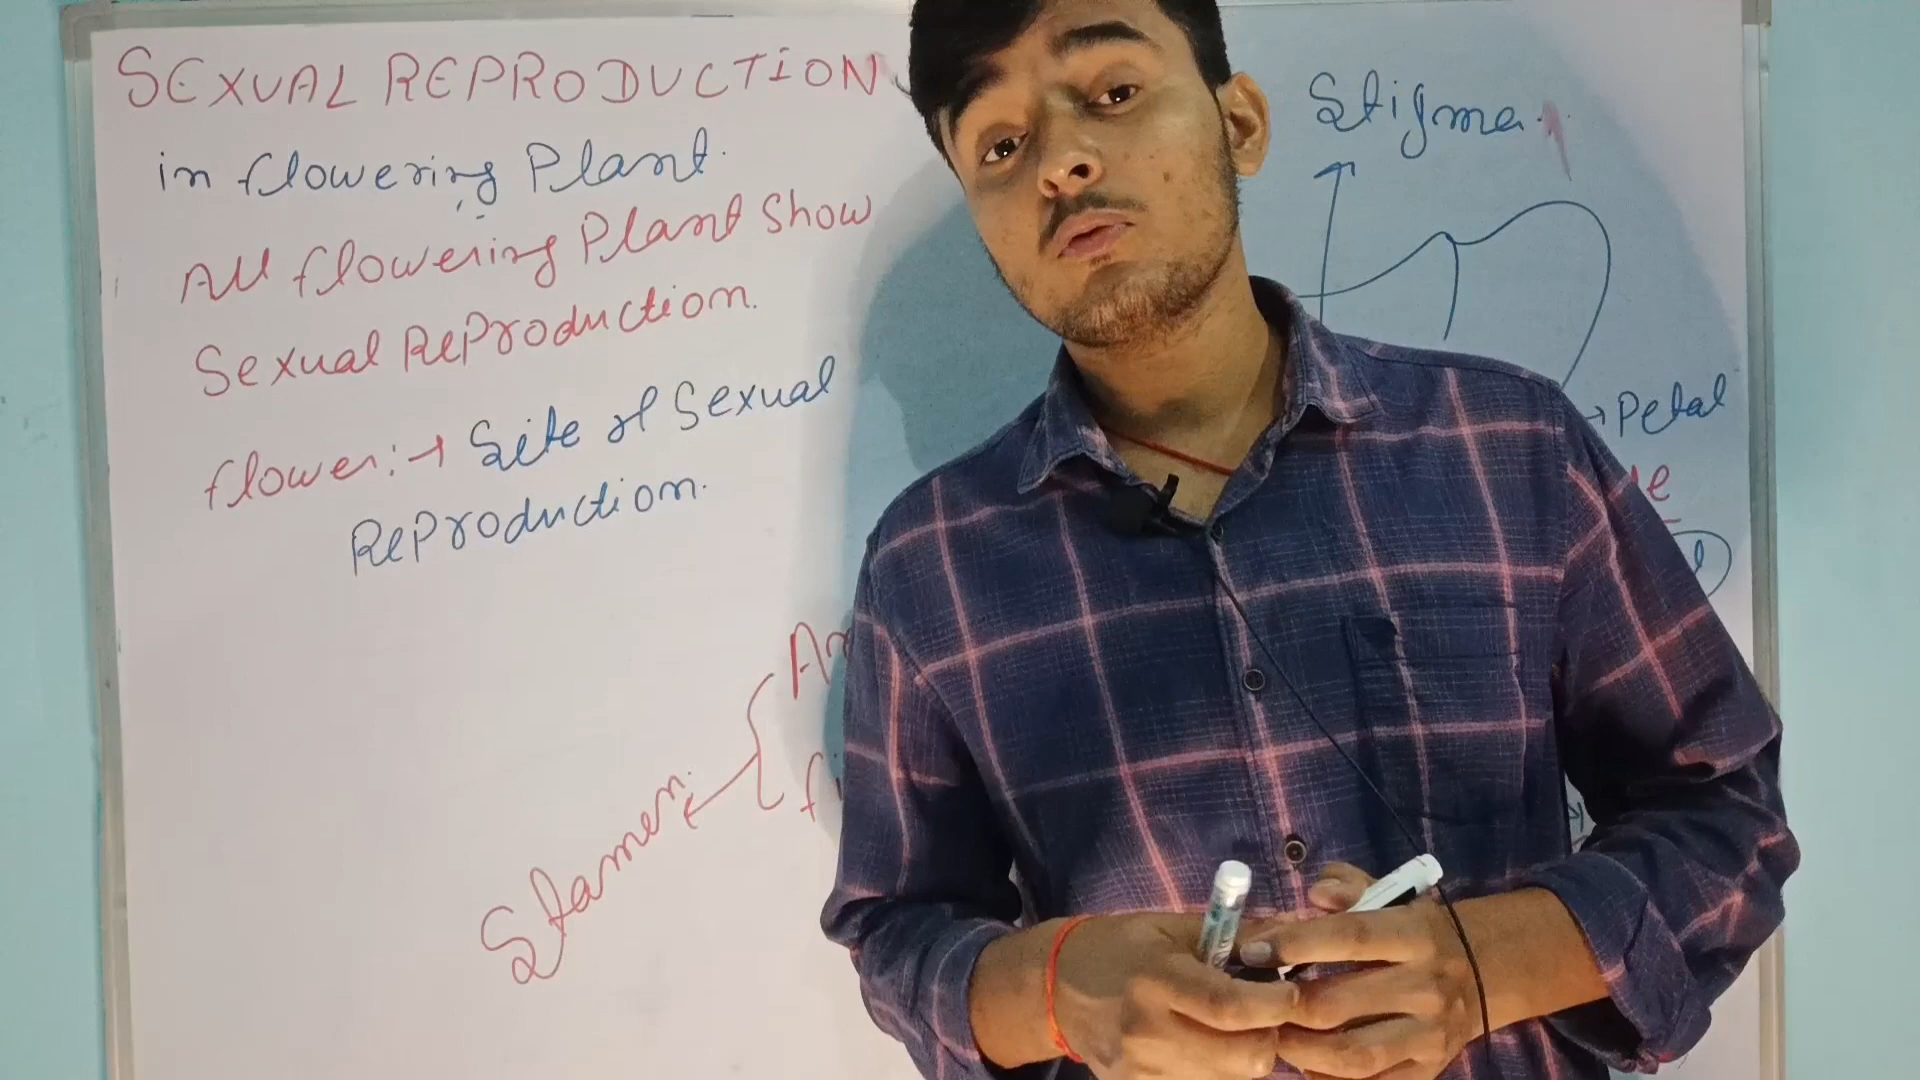 SEXUAL REPRODUCTION
in flowering Plant.
All flowering Plant Show
Sexual Reproduction.
flower:→ Site of Sexual
Reproduction.
Stigma
→ Petal
Stamen